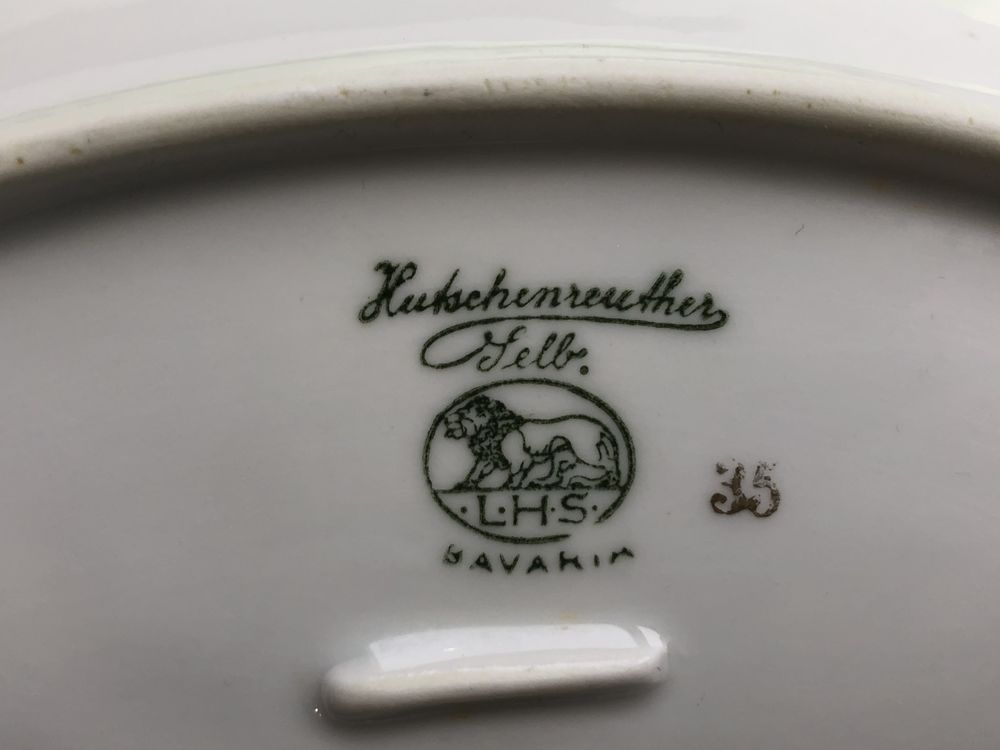 Hutschenreuther
Selb.
·L·H·S·
BAVARIA
35